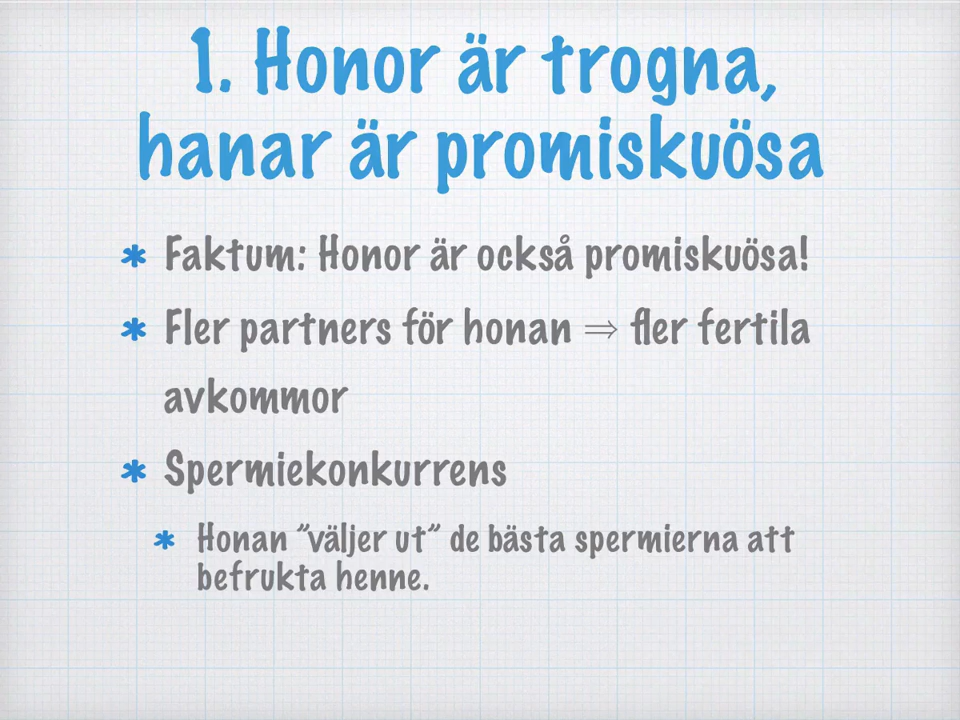 1. Honor är trogna,
hanar är promiskuösa
* Faktum: Honor är också promiskuösa!
* Fler partners för honan ⇒ fler fertila
avkommor
* Spermiekonkurrens
* Honan ”väljer ut” de bästa spermierna att
befrukta henne.